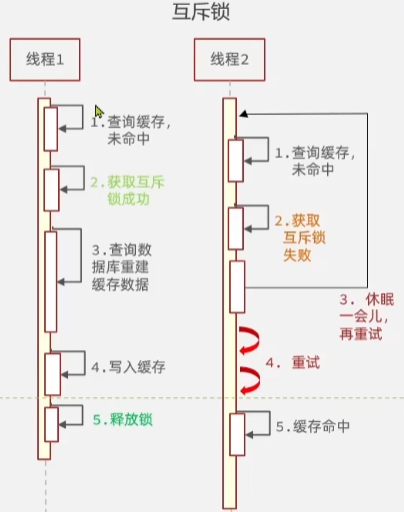 互斥锁
线程1
线程2
1.查询缓存，
未命中
2.获取互斥
锁成功
3.查询数
据库重建
缓存数据
4.写入缓存
5.释放锁
1.查询缓存，
未命中
2.获取
互斥锁
失败
3. 休眠
一会儿，
再重试
4. 重试
5.缓存命中